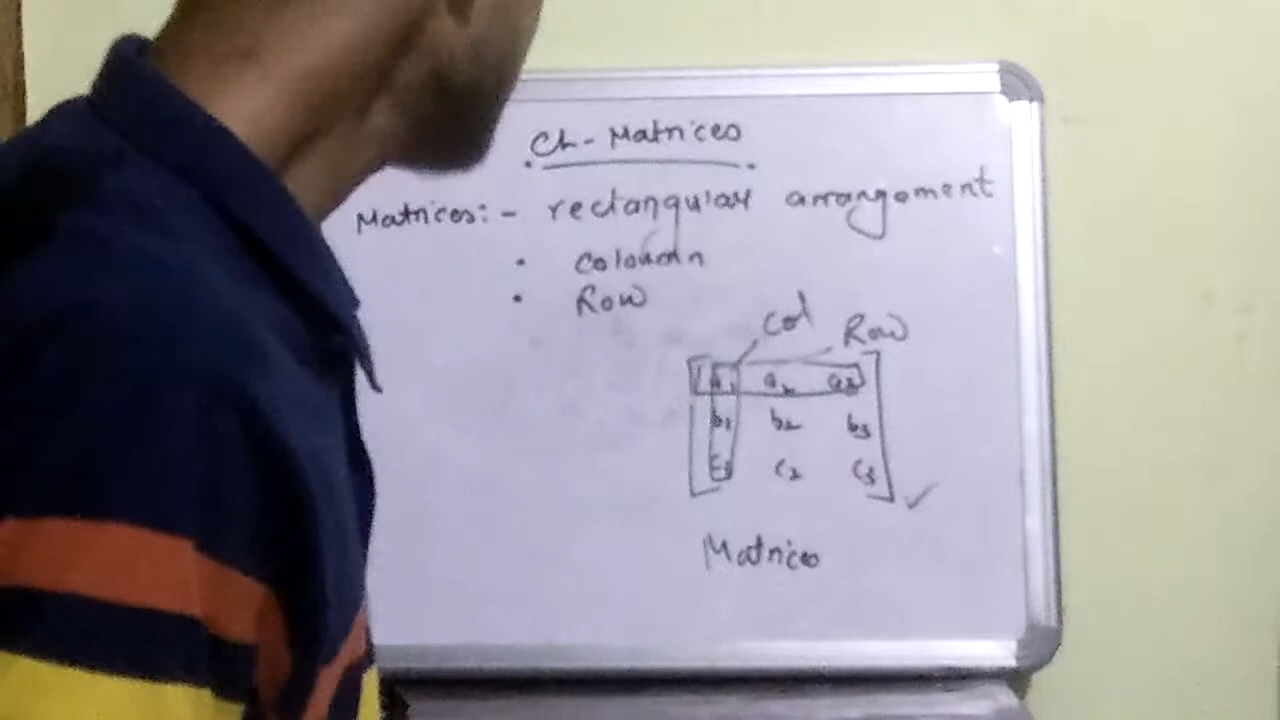 Ch - Matrices
Matrices : - rectangular arrangement
• Coloumn
• Row
Col Row
a₁ a₂ a₃
b₁ b₂ b₃
c₁ c₂ c₃
Matrices